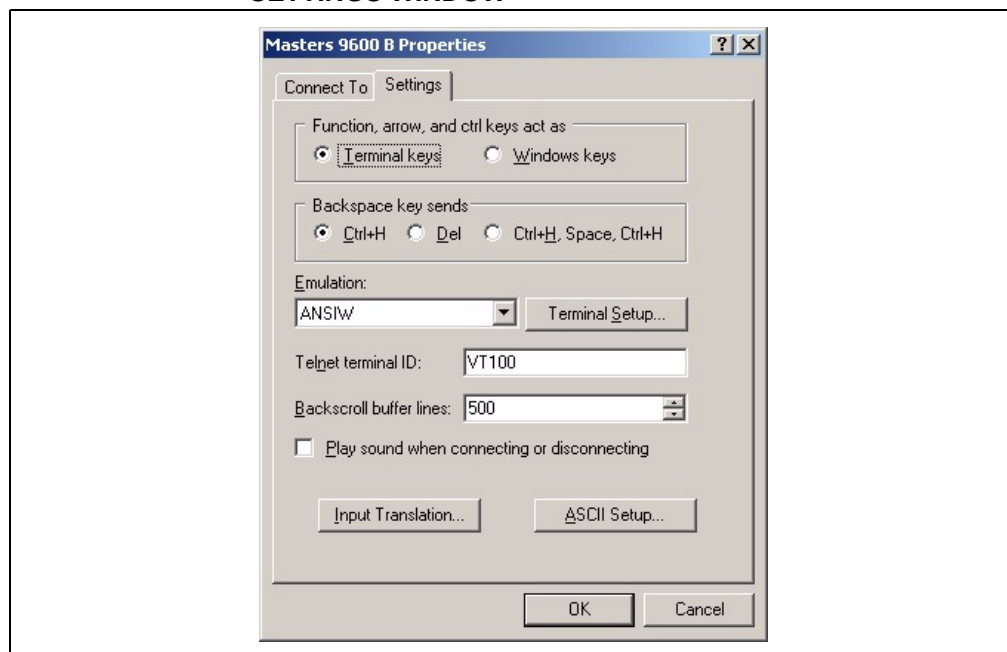 Masters 9600 B Properties
Connect To Settings
Function, arrow, and ctrl keys act as
Terminal keys Windows keys
Backspace key sends
Ctrl+H Del Ctrl+H, Space, Ctrl+H
Emulation:
ANSIW Terminal Setup...
Telnet terminal ID: VT100
Backscroll buffer lines: 500
Play sound when connecting or disconnecting
Input Translation... ASCII Setup...
OK Cancel